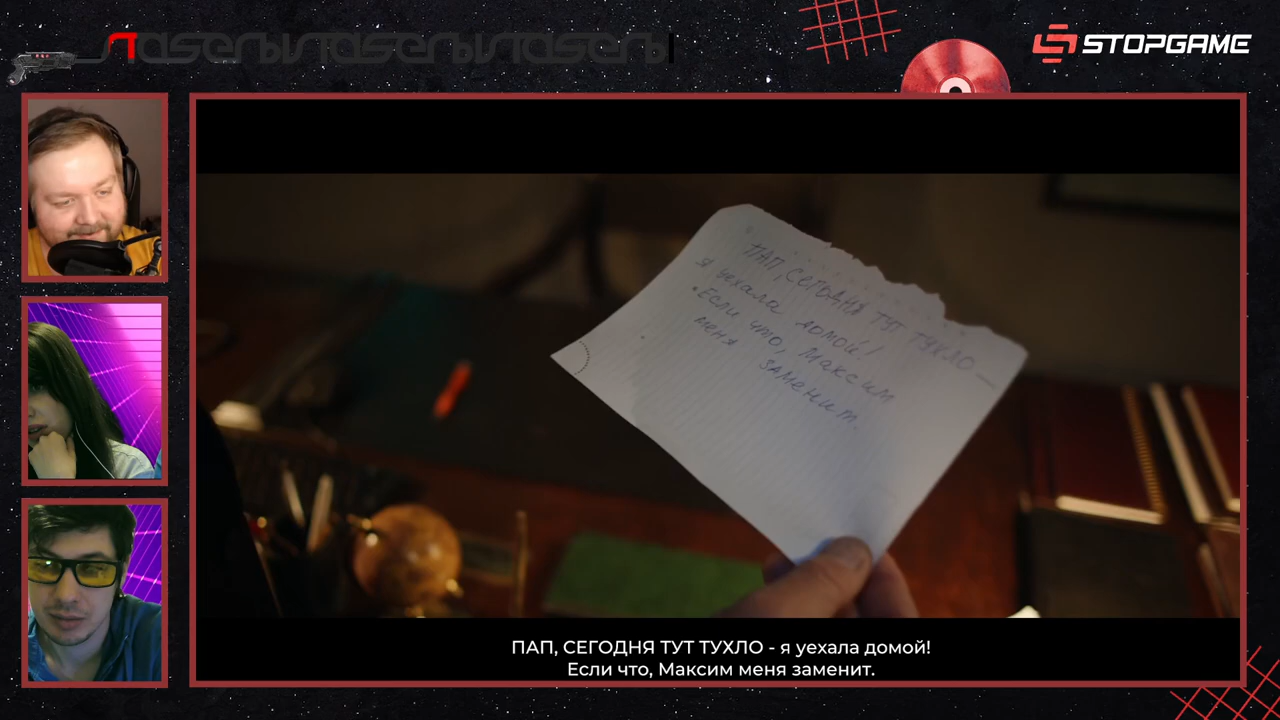 STOPGAME
ПАП, СЕГОДНЯ ТУТ ТУХЛО —
я уехала домой!
Если что, Максим
меня заменит.
ПАП, СЕГОДНЯ ТУТ ТУХЛО - я уехала домой!
Если что, Максим меня заменит.